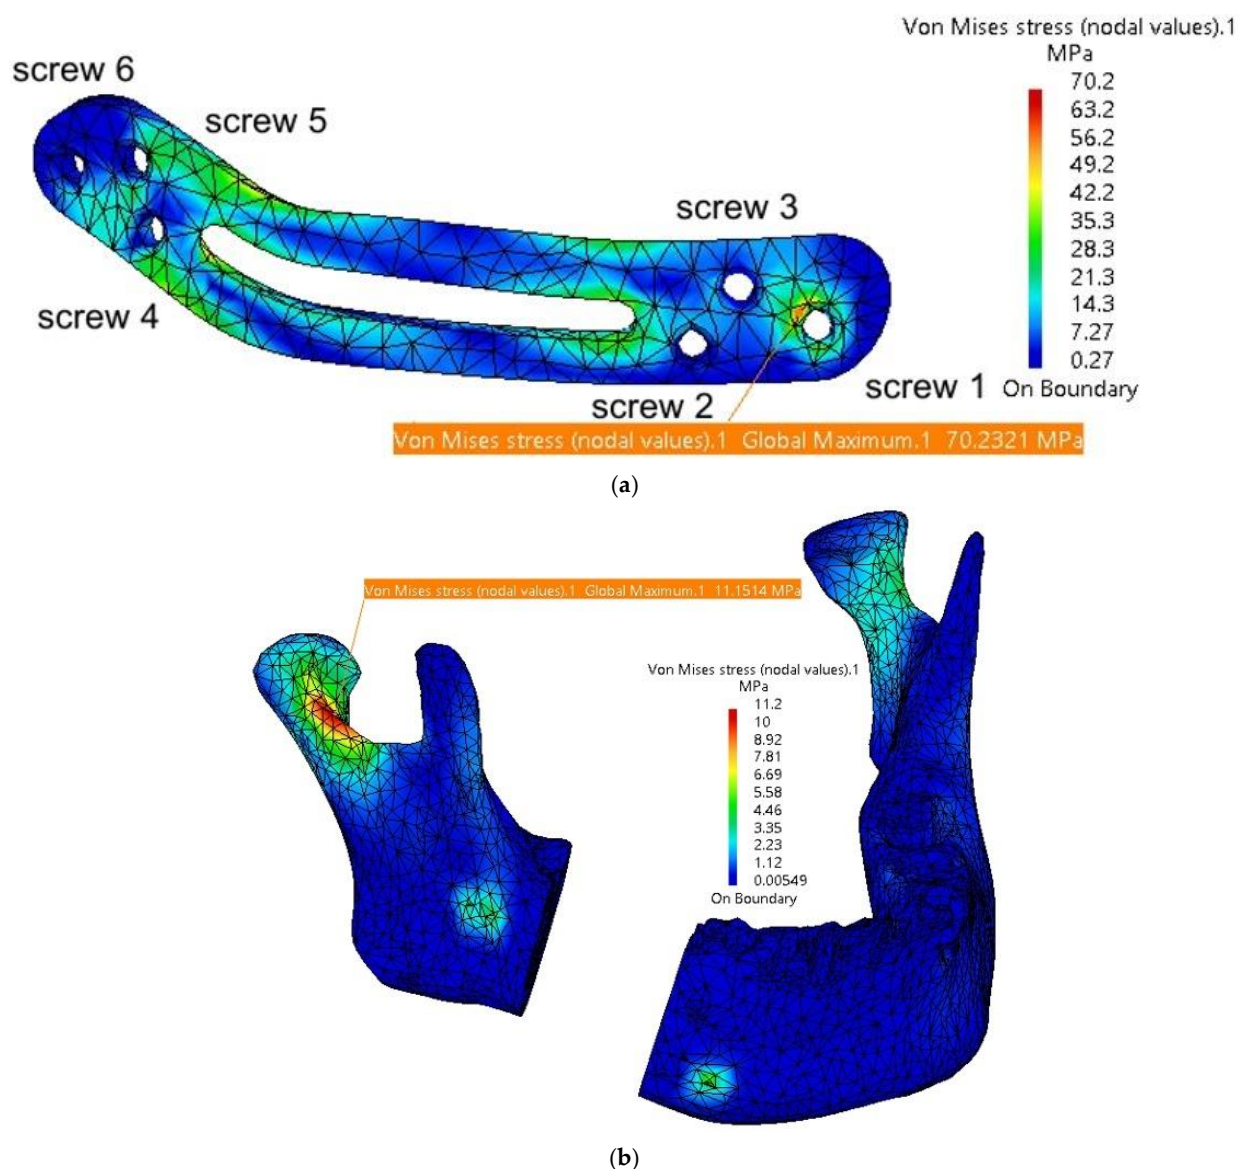 Von Mises stress (nodal values).1
MPa
70.2
63.2
56.2
49.2
42.2
35.3
28.3
21.3
14.3
7.27
0.27
On Boundary
screw 6
screw 5
screw 3
screw 4
screw 2
screw 1
Von Mises stress (nodal values).1 Global Maximum.1 70.2321 MPa
(a)
Von Mises stress (nodal values).1 Global Maximum.1 11.1514 MPa
Von Mises stress (nodal values).1
MPa
11.2
10
8.92
7.81
6.69
5.58
4.46
3.35
2.23
1.12
0.00549
On Boundary
(b)